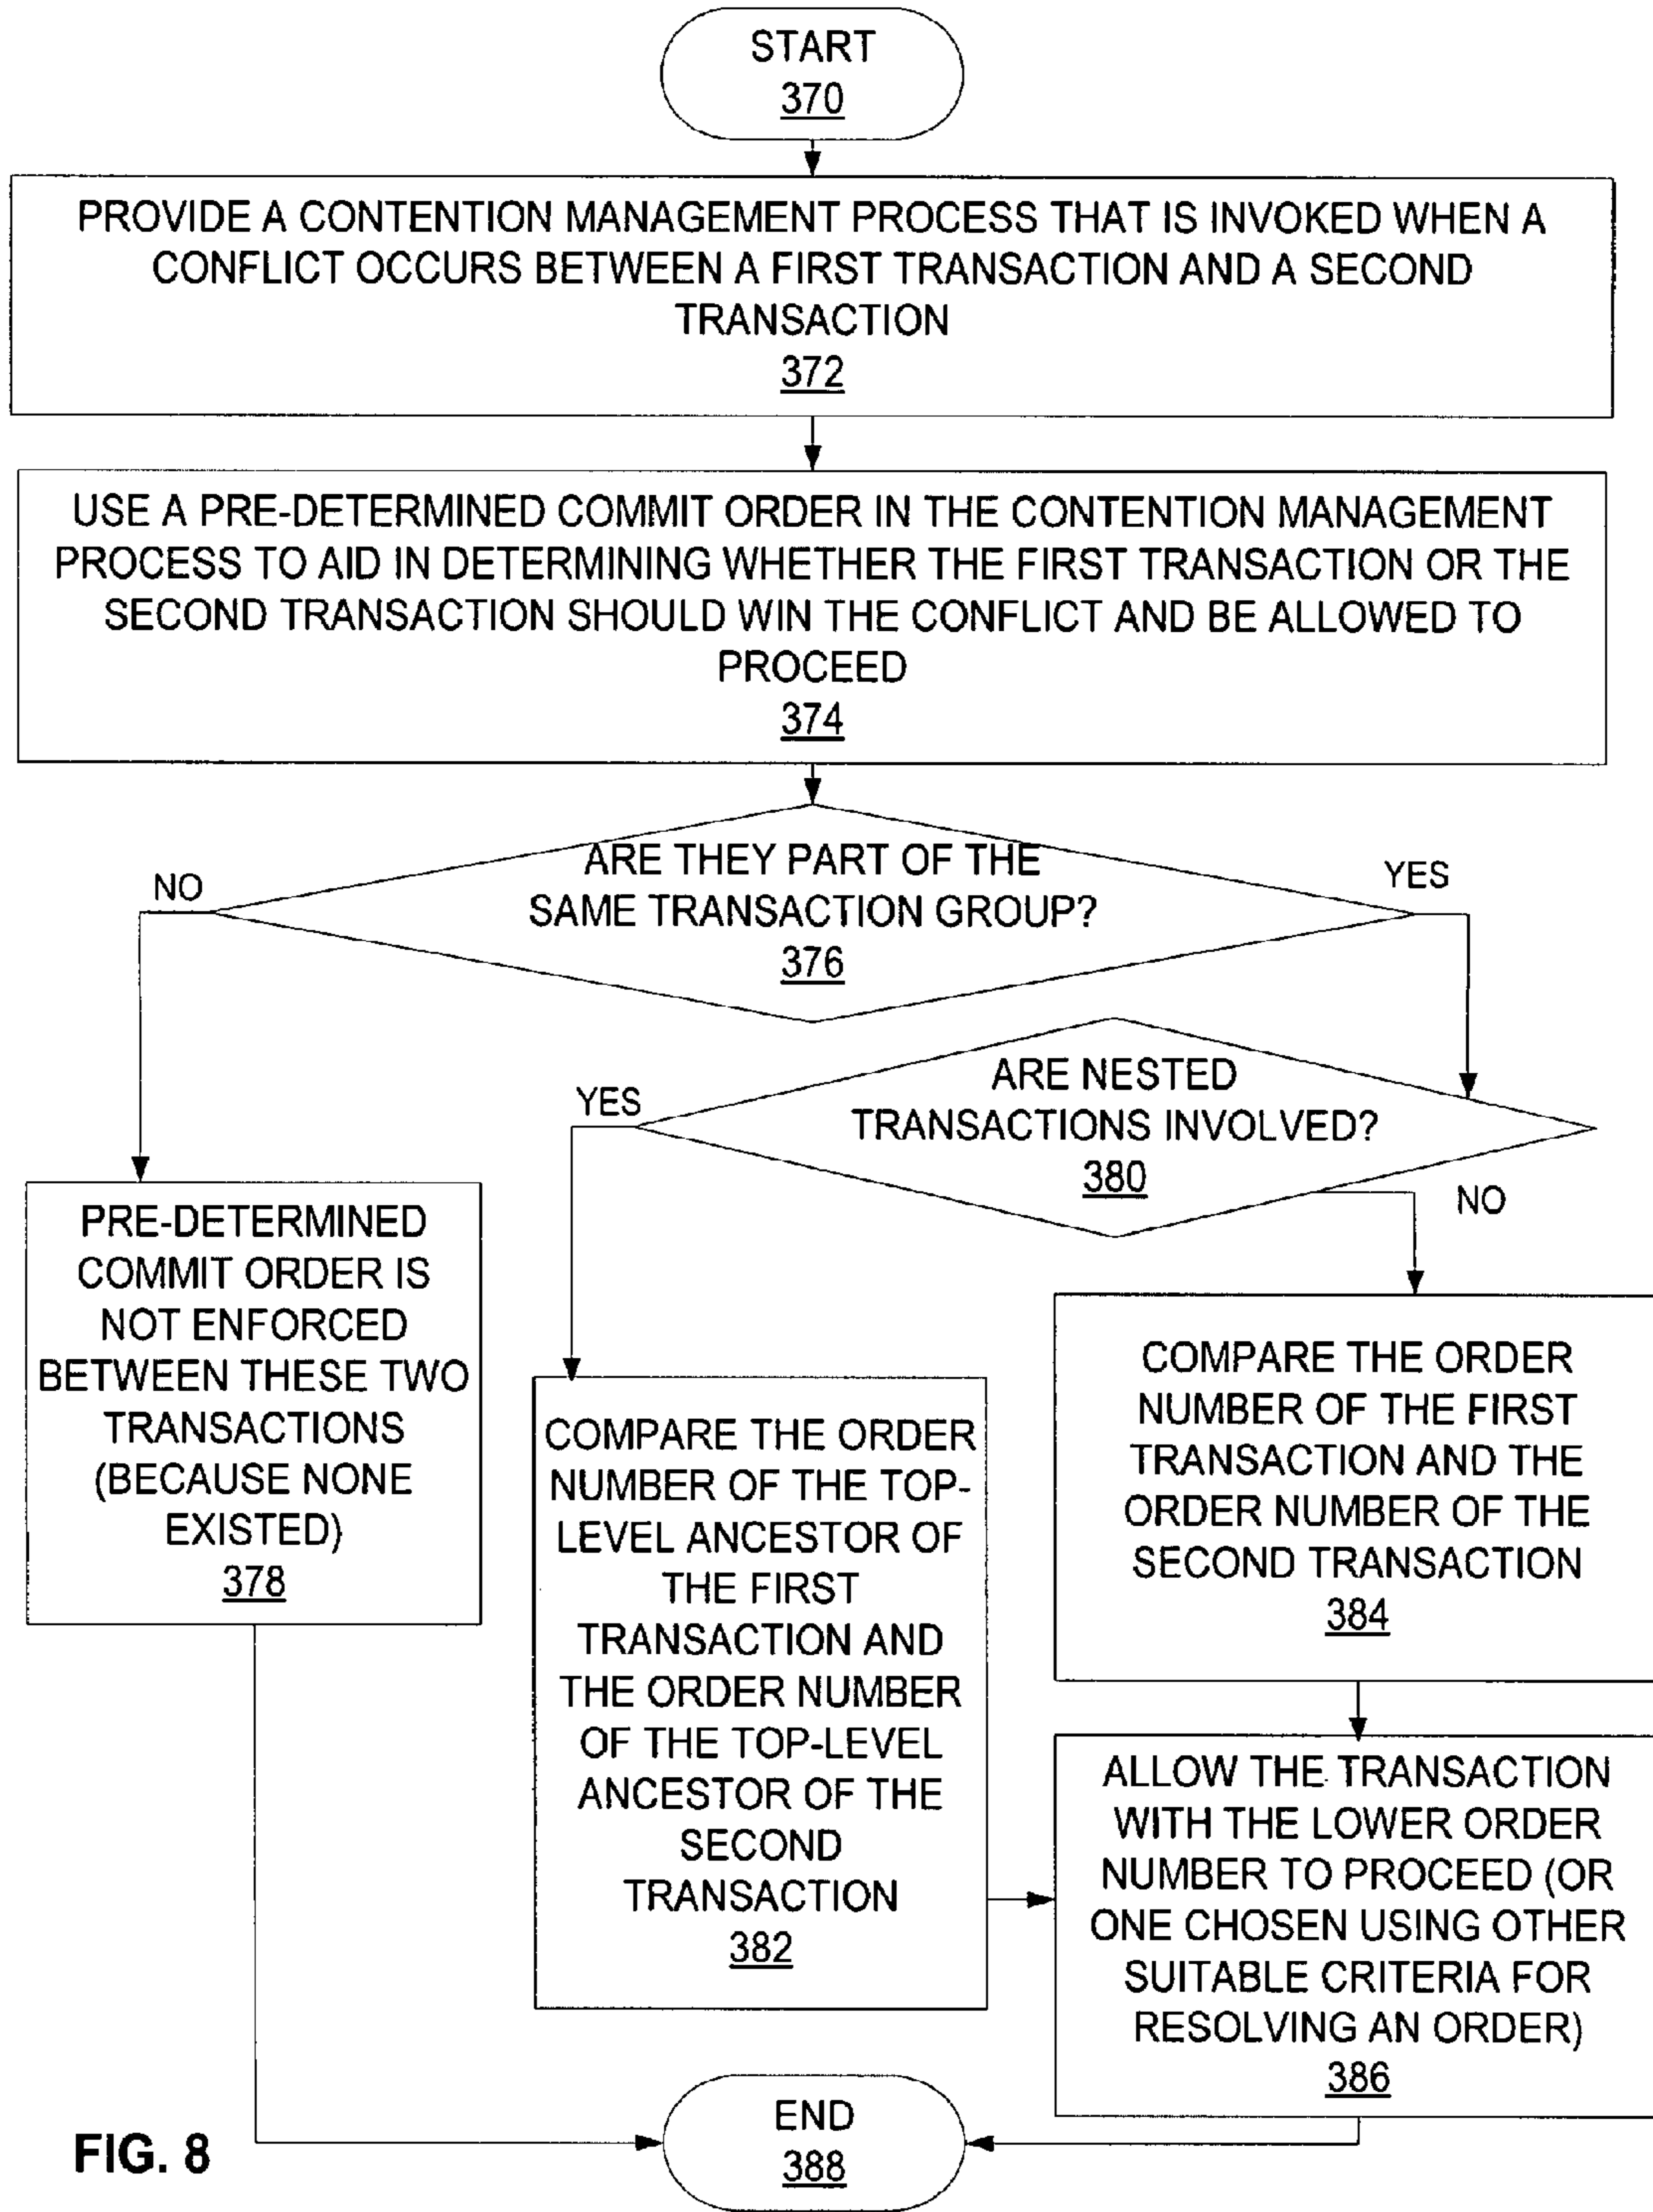 START
370
PROVIDE A CONTENTION MANAGEMENT PROCESS THAT IS INVOKED WHEN A
CONFLICT OCCURS BETWEEN A FIRST TRANSACTION AND A SECOND
TRANSACTION
372
USE A PRE-DETERMINED COMMIT ORDER IN THE CONTENTION MANAGEMENT
PROCESS TO AID IN DETERMINING WHETHER THE FIRST TRANSACTION OR THE
SECOND TRANSACTION SHOULD WIN THE CONFLICT AND BE ALLOWED TO
PROCEED
374
ARE THEY PART OF THE
SAME TRANSACTION GROUP?
376
NO
YES
ARE NESTED
TRANSACTIONS INVOLVED?
380
YES
NO
PRE-DETERMINED
COMMIT ORDER IS
NOT ENFORCED
BETWEEN THESE TWO
TRANSACTIONS
(BECAUSE NONE
EXISTED)
378
COMPARE THE ORDER
NUMBER OF THE TOP-
LEVEL ANCESTOR OF
THE FIRST
TRANSACTION AND
THE ORDER NUMBER
OF THE TOP-LEVEL
ANCESTOR OF THE
SECOND
TRANSACTION
382
COMPARE THE ORDER
NUMBER OF THE FIRST
TRANSACTION AND THE
ORDER NUMBER OF THE
SECOND TRANSACTION
384
ALLOW THE TRANSACTION
WITH THE LOWER ORDER
NUMBER TO PROCEED (OR
ONE CHOSEN USING OTHER
SUITABLE CRITERIA FOR
RESOLVING AN ORDER)
386
END
388
FIG. 8